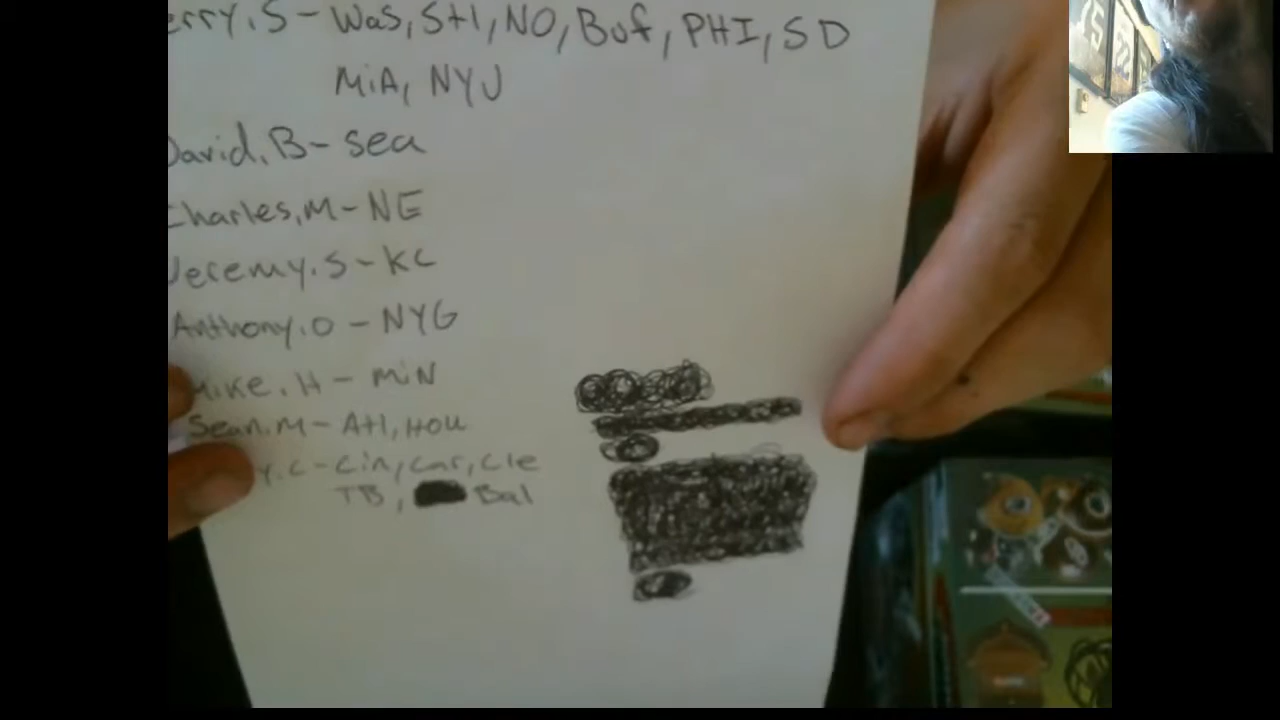 erry.S - Was, Stl, NO, Buf, PHI, SD
MiA, NYJ
David.B - sea
Charles.M - NE
Jeremy.S - KC
Anthony.O - NYG
Mike.H - MiN
Sean.M - Atl, HOU
y.C - Cin, Car, Cle
TB, Bal